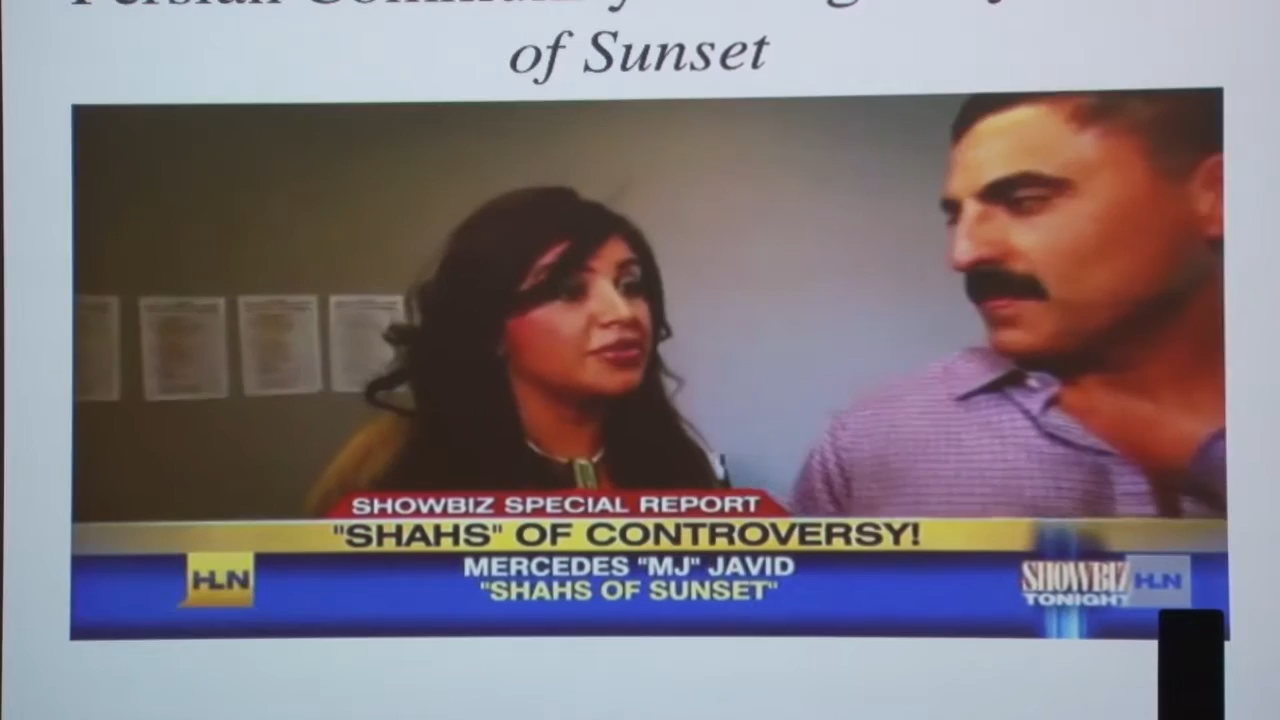 of Sunset
SHOWBIZ SPECIAL REPORT
"SHAHS" OF CONTROVERSY!
MERCEDES "MJ" JAVID
"SHAHS OF SUNSET"
HLN
SHOWBIZ
TONIGHT
HLN